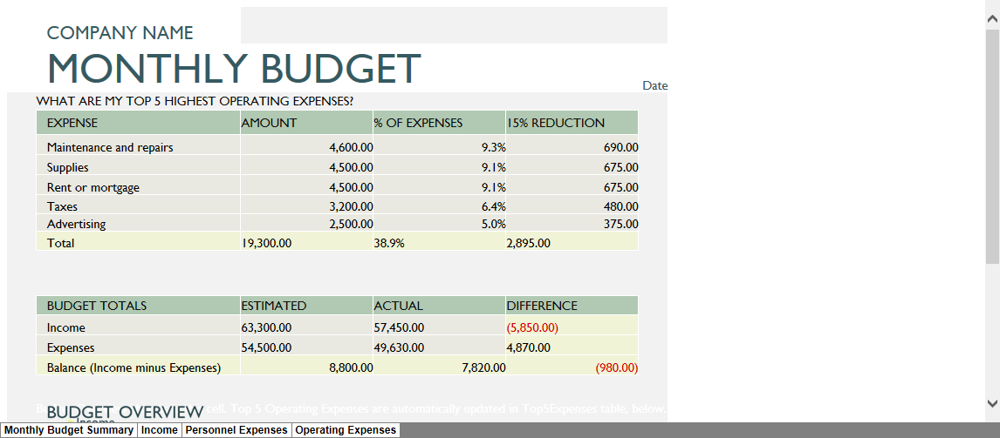 COMPANY NAME
MONTHLY BUDGET
Date
WHAT ARE MY TOP 5 HIGHEST OPERATING EXPENSES?
EXPENSE AMOUNT % OF EXPENSES 15% REDUCTION
Maintenance and repairs 4,600.00 9.3% 690.00
Supplies 4,500.00 9.1% 675.00
Rent or mortgage 4,500.00 9.1% 675.00
Taxes 3,200.00 6.4% 480.00
Advertising 2,500.00 5.0% 375.00
Total 19,300.00 38.9% 2,895.00
BUDGET TOTALS ESTIMATED ACTUAL DIFFERENCE
Income 63,300.00 57,450.00 (5,850.00)
Expenses 54,500.00 49,630.00 4,870.00
Balance (Income minus Expenses) 8,800.00 7,820.00 (980.00)
cell. Top 5 Operating Expenses are automatically updated in Top5Expenses table, below.
BUDGET OVERVIEW
Income
Monthly Budget Summary Income Personnel Expenses Operating Expenses